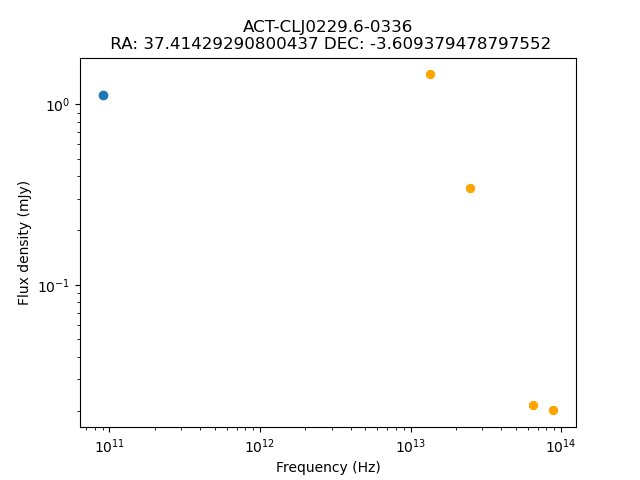 ACT-CLJ0229.6-0336
RA: 37.41429290800437 DEC: -3.609379478797552
10^0
10^-1
Flux density (mJy)
10^11 10^12 10^13 10^14
Frequency (Hz)